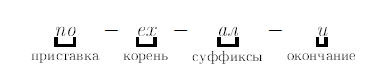 по – ех – ал – и
приставка корень суффиксы окончание